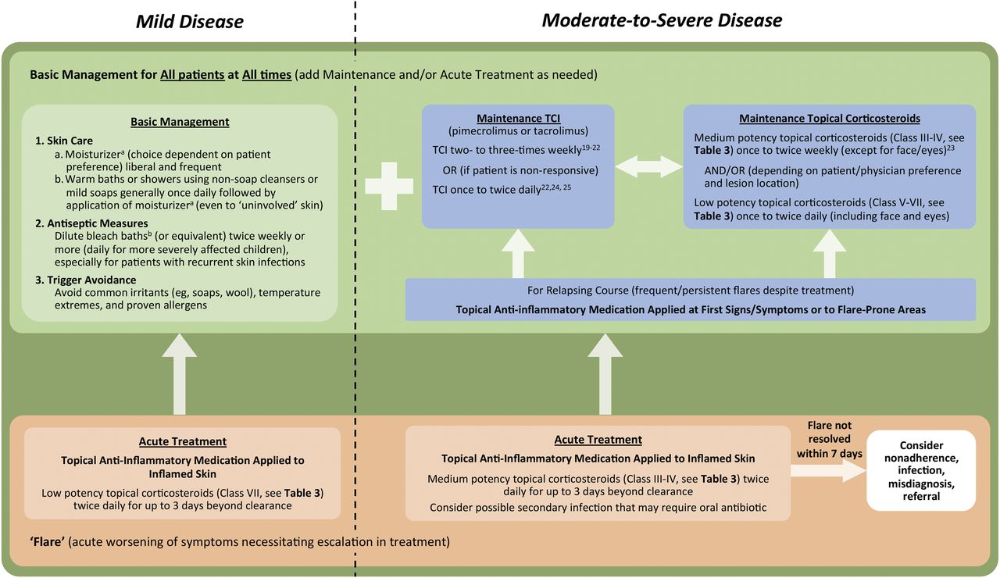 Mild Disease
Moderate-to-Severe Disease
Basic Management for All patients at All times (add Maintenance and/or Acute Treatment as needed)
Basic Management
1. Skin Care
a. Moisturizerᵃ (choice dependent on patient
preference) liberal and frequent
b. Warm baths or showers using non-soap cleansers or
mild soaps generally once daily followed by
application of moisturizerᵃ (even to ‘uninvolved’ skin)
2. Antiseptic Measures
Dilute bleach bathsᵇ (or equivalent) twice weekly or
more (daily for more severely affected children),
especially for patients with recurrent skin infections
3. Trigger Avoidance
Avoid common irritants (eg, soaps, wool), temperature
extremes, and proven allergens
Maintenance TCI
(pimecrolimus or tacrolimus)
TCI two- to three-times weekly¹⁹⁻²²
OR (if patient is non-responsive)
TCI once to twice daily²²,²⁴, ²⁵
Maintenance Topical Corticosteroids
Medium potency topical corticosteroids (Class III-IV, see
Table 3) once to twice weekly (except for face/eyes)²³
AND/OR (depending on patient/physician preference
and lesion location)
Low potency topical corticosteroids (Class V-VII, see
Table 3) once to twice daily (including face and eyes)
For Relapsing Course (frequent/persistent flares despite treatment)
Topical Anti-inflammatory Medication Applied at First Signs/Symptoms or to Flare-Prone Areas
Acute Treatment
Topical Anti-Inflammatory Medication Applied to
Inflamed Skin
Low potency topical corticosteroids (Class VII, see Table 3)
twice daily for up to 3 days beyond clearance
Acute Treatment
Topical Anti-Inflammatory Medication Applied to Inflamed Skin
Medium potency topical corticosteroids (Class III-IV, see Table 3) twice
daily for up to 3 days beyond clearance
Consider possible secondary infection that may require oral antibiotic
Flare not
resolved
within 7 days
Consider
nonadherence,
infection,
misdiagnosis,
referral
‘Flare’ (acute worsening of symptoms necessitating escalation in treatment)